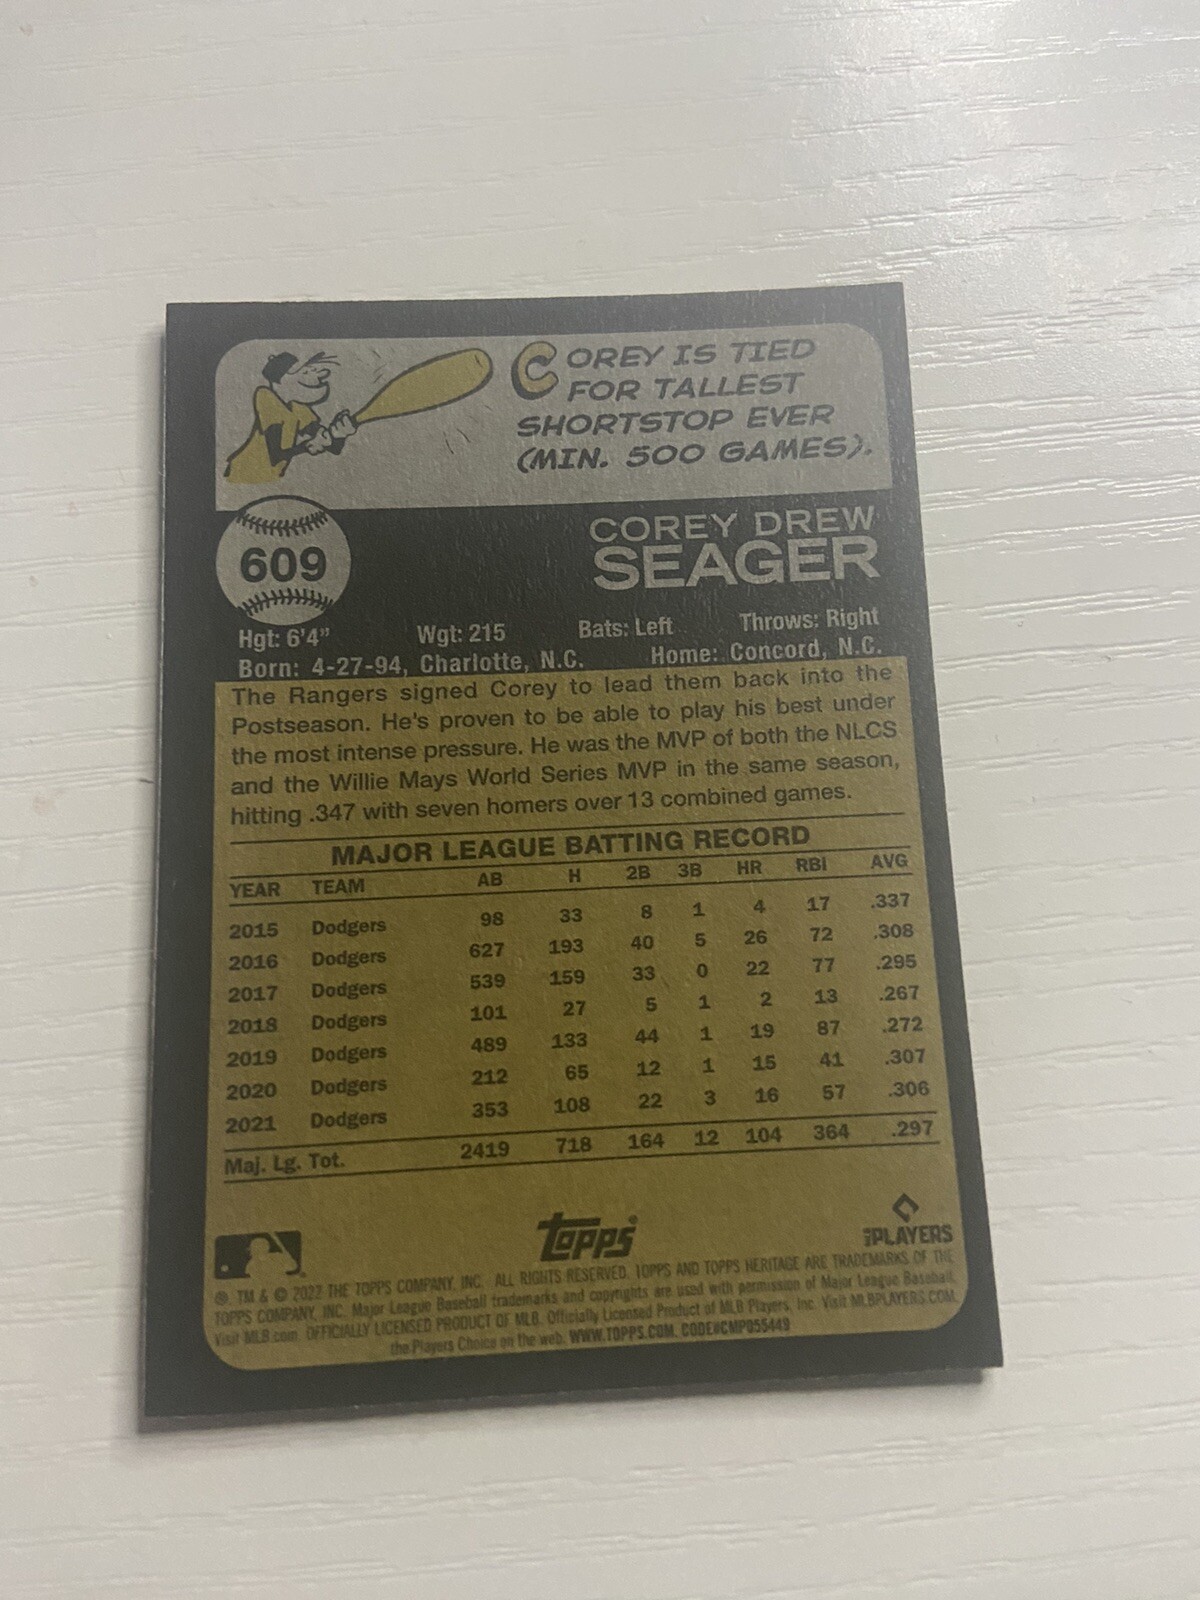 COREY IS TIED
FOR TALLEST
SHORTSTOP EVER
(MIN. 500 GAMES).
609
COREY DREW
SEAGER
Hgt: 6'4" Wgt: 215 Bats: Left Throws: Right
Born: 4-27-94, Charlotte, N.C. Home: Concord, N.C.
The Rangers signed Corey to lead them back into the
Postseason. He's proven to be able to play his best under
the most intense pressure. He was the MVP of both the NLCS
and the Willie Mays World Series MVP in the same season,
hitting .347 with seven homers over 13 combined games.
MAJOR LEAGUE BATTING RECORD
YEAR TEAM AB H 2B 3B HR RBI AVG
2015 Dodgers 98 33 8 1 4 17 .337
2016 Dodgers 627 193 40 5 26 72 .308
2017 Dodgers 539 159 33 0 22 77 .295
2018 Dodgers 101 27 5 1 2 13 .267
2019 Dodgers 489 133 44 1 19 87 .272
2020 Dodgers 212 65 12 1 15 41 .307
2021 Dodgers 353 108 22 3 16 57 .306
Maj. Lg. Tot. 2419 718 164 12 104 364 .297
topps
MLB PLAYERS
®, TM & © 2022 THE TOPPS COMPANY, INC. ALL RIGHTS RESERVED. TOPPS AND TOPPS HERITAGE ARE TRADEMARKS OF THE
TOPPS COMPANY, INC. Major League Baseball trademarks and copyrights are used with permission of Major League Baseball.
Visit MLB.com. OFFICIALLY LICENSED PRODUCT OF MLB. Officially Licensed Product of MLB Players, Inc. Visit MLBPLAYERS.COM,
the Players Choice on the web. WWW.TOPPS.COM. CODE#CMP055449